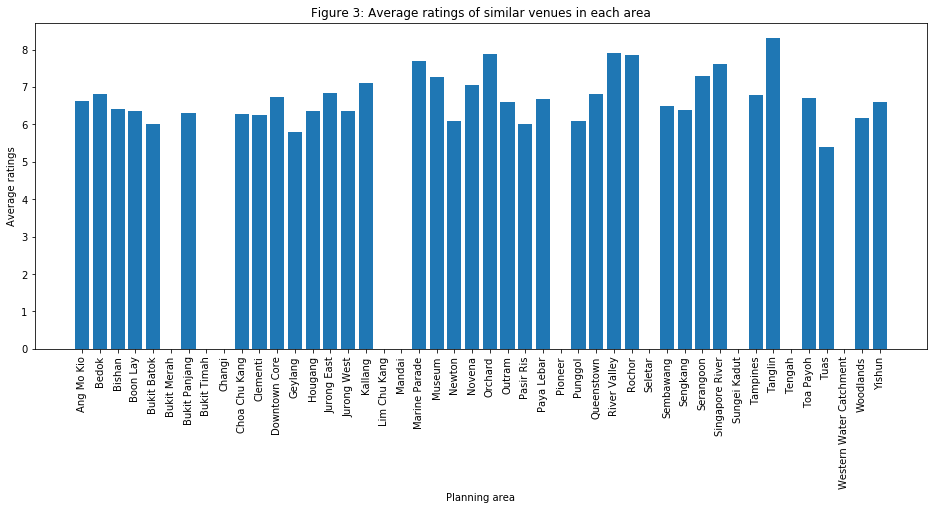 Figure 3: Average ratings of similar venues in each area
Average ratings
8
7
6
5
4
3
2
1
0
Ang Mo Kio
Bedok
Bishan
Boon Lay
Bukit Batok
Bukit Merah
Bukit Panjang
Bukit Timah
Changi
Choa Chu Kang
Clementi
Downtown Core
Geylang
Hougang
Jurong East
Jurong West
Kallang
Lim Chu Kang
Mandai
Marine Parade
Museum
Newton
Novena
Orchard
Outram
Pasir Ris
Paya Lebar
Pioneer
Punggol
Queenstown
River Valley
Rochor
Seletar
Sembawang
Sengkang
Serangoon
Singapore River
Sungei Kadut
Tampines
Tanglin
Tengah
Toa Payoh
Tuas
Western Water Catchment
Woodlands
Yishun
Planning area